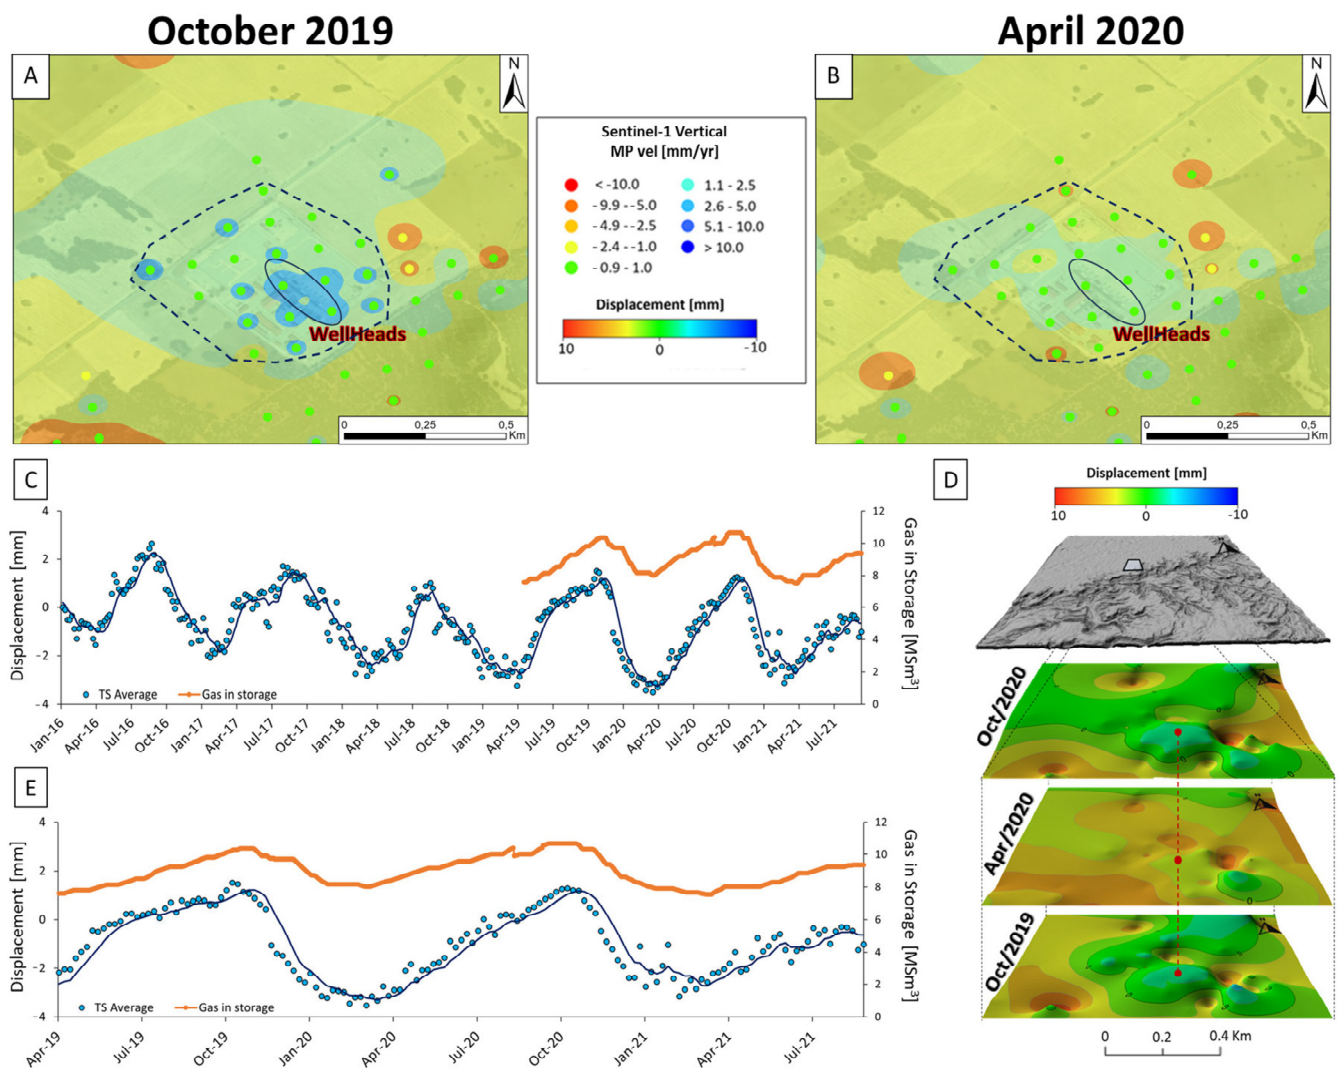 October 2019
April 2020
A
N
WellHeads
0 0,25 0,5
Km
Sentinel-1 Vertical
MP vel [mm/yr]
< -10.0
-9.9 --5.0
-4.9 --2.5
-2.4 --1.0
-0.9 - 1.0
1.1 - 2.5
2.6 - 5.0
5.1 - 10.0
> 10.0
Displacement [mm]
10 0 -10
B
N
WellHeads
0 0,25 0,5
Km
C
Displacement [mm]
4
2
0
-2
-4
TS Average
Gas in storage
12
10
8
6
4
2
0
Gas in Storage [MSm³]
Jan-16 Apr-16 Jul-16 Oct-16 Jan-17 Apr-17 Jul-17 Oct-17 Jan-18 Apr-18 Jul-18 Oct-18 Jan-19 Apr-19 Jul-19 Oct-19 Jan-20 Apr-20 Jul-20 Oct-20 Jan-21 Apr-21 Jul-21
D
Displacement [mm]
10 0 -10
Oct/2020
Apr/2020
Oct/2019
0 0.2 0.4 Km
E
Displacement [mm]
4
2
0
-2
-4
TS Average
Gas in storage
12
10
8
6
4
2
0
Gas in Storage [MSm³]
Apr-19 Jul-19 Oct-19 Jan-20 Apr-20 Jul-20 Oct-20 Jan-21 Apr-21 Jul-21